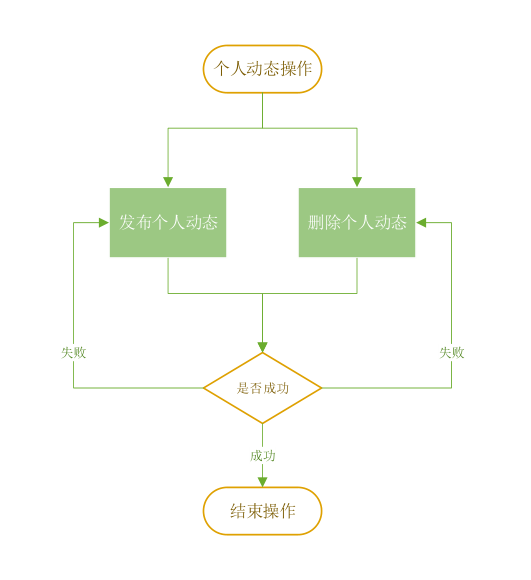 个人动态操作
发布个人动态
删除个人动态
失败
是否成功
失败
成功
结束操作